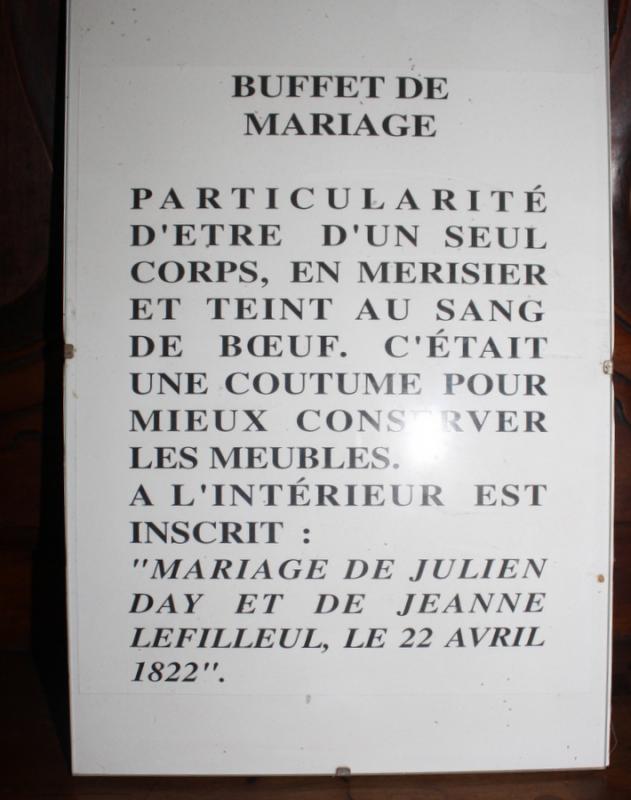 BUFFET DE
MARIAGE
PARTICULARITÉ
D'ETRE D'UN SEUL
CORPS, EN MERISIER
ET TEINT AU SANG
DE BŒUF. C'ÉTAIT
UNE COUTUME POUR
MIEUX CONSERVER
LES MEUBLES.
A L'INTÉRIEUR EST
INSCRIT :
"MARIAGE DE JULIEN
DAY ET DE JEANNE
LEFILLEUL, LE 22 AVRIL
1822".